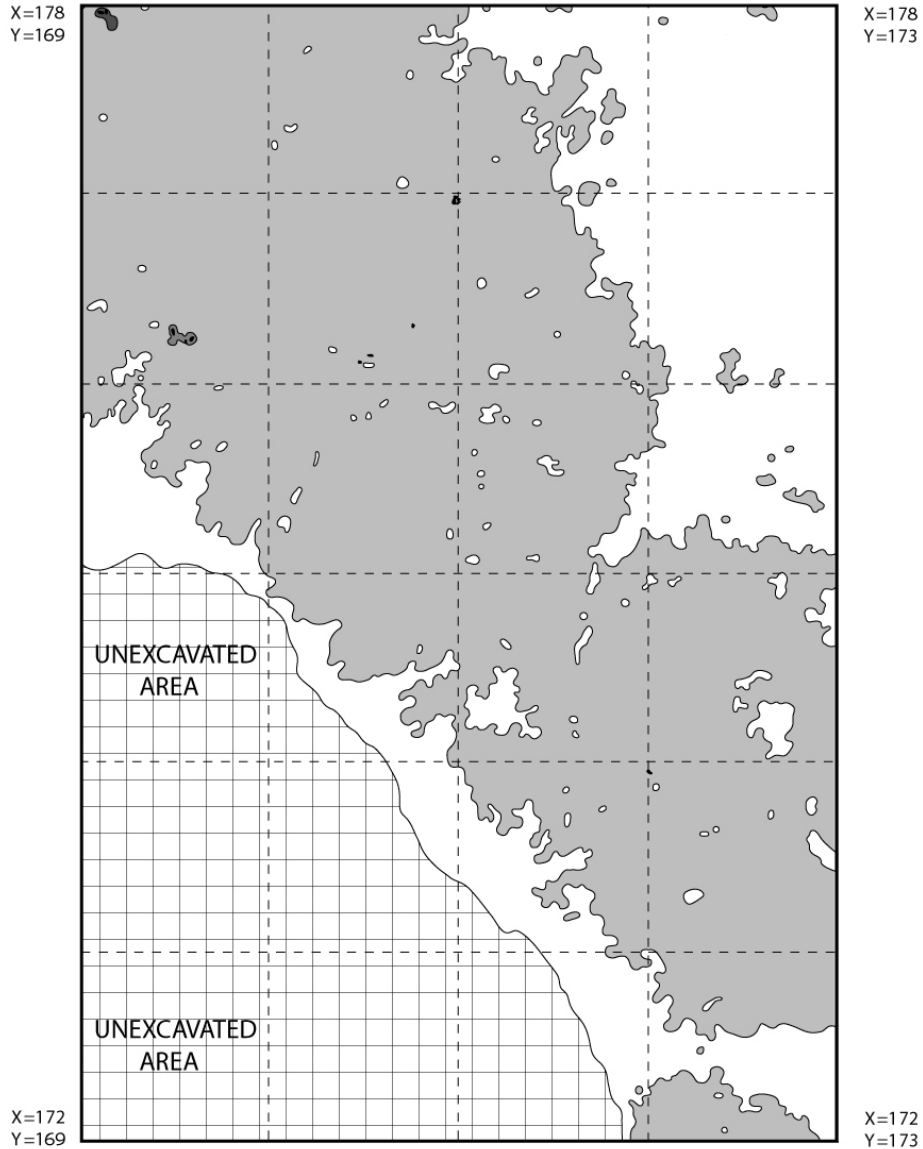 X=178
Y=169
X=178
Y=173
UNEXCAVATED
AREA
UNEXCAVATED
AREA
X=172
Y=169
X=172
Y=173